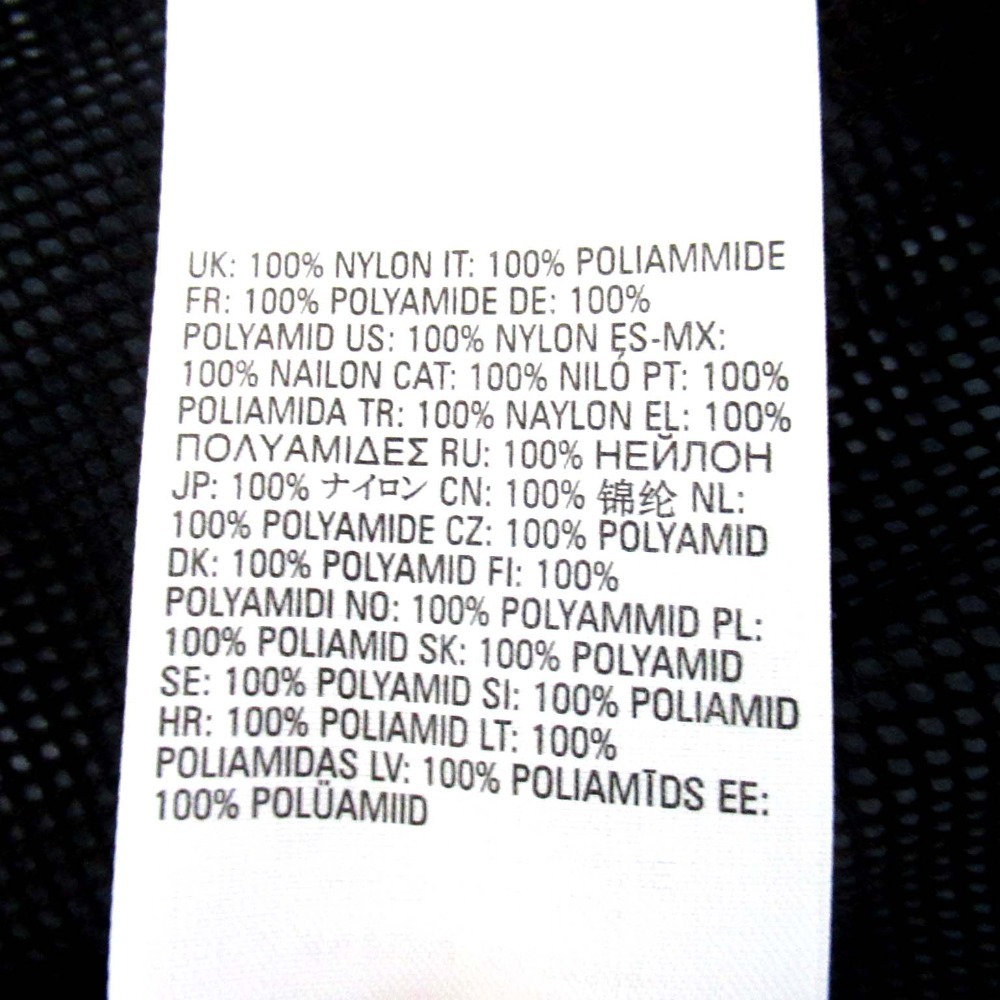 UK: 100% NYLON IT: 100% POLIAMMIDE
FR: 100% POLYAMIDE DE: 100%
POLYAMID US: 100% NYLON ES-MX:
100% NAILON CAT: 100% NILÓ PT: 100%
POLIAMIDA TR: 100% NAYLON EL: 100%
ΠΟΛΥΑΜΙΔΕΣ RU: 100% НЕЙЛОН
JP: 100% ナイロン CN: 100% 锦纶 NL:
100% POLYAMIDE CZ: 100% POLYAMID
DK: 100% POLYAMID FI: 100%
POLYAMIDI NO: 100% POLYAMMID PL:
100% POLIAMID SK: 100% POLYAMID
SE: 100% POLYAMID SI: 100% POLIAMID
HR: 100% POLIAMID LT: 100%
POLIAMIDAS LV: 100% POLIAMĪDS EE:
100% POLÜAMIID